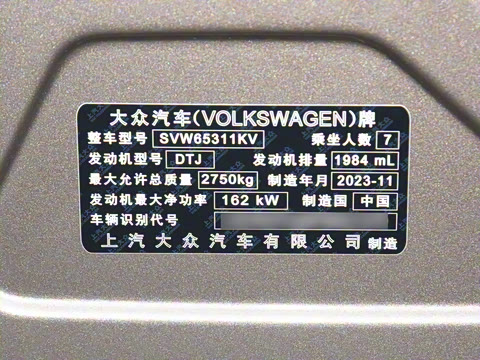 大众汽车(VOLKSWAGEN)牌
整车型号 SVW65311KV 乘坐人数 7
发动机型号 DTJ 发动机排量 1984 mL
最大允许总质量 2750kg 制造年月 2023-11
发动机最大净功率 162 kW 制造国 中国
车辆识别代号
上汽大众汽车有限公司 制造